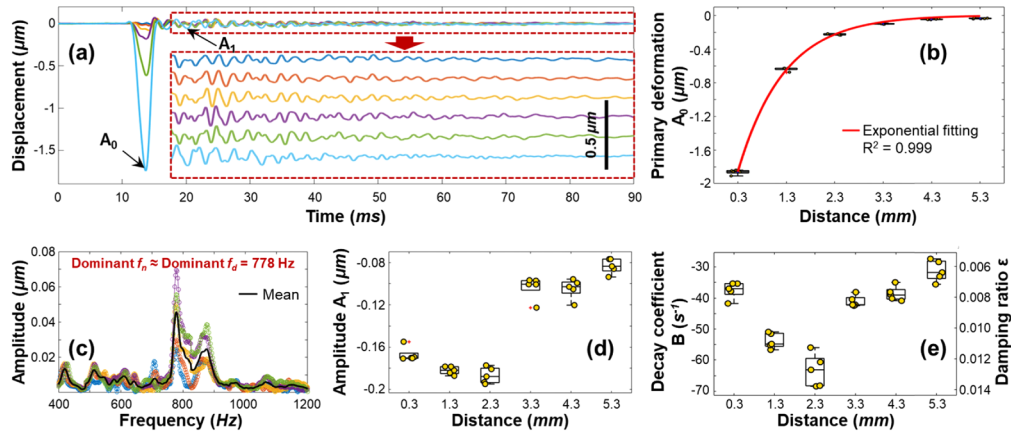 Displacement (μm)
0
-0.5
-1
-1.5
(a)
A1
A0
0.5 μm
0 10 20 30 40 50 60 70 80 90
Time (ms)
Primary deformation
A0 (μm)
0
-0.4
-0.8
-1.2
-1.6
-2
(b)
Exponential fitting
R² = 0.999
0.3 1.3 2.3 3.3 4.3 5.3
Distance (mm)
Amplitude (μm)
0.08
0.06
0.04
0.02
Dominant fn ≈ Dominant fd = 778 Hz
Mean
(c)
400 600 800 1000 1200
Frequency (Hz)
Amplitude A1 (μm)
-0.08
-0.12
-0.16
-0.2
(d)
0.3 1.3 2.3 3.3 4.3 5.3
Distance (mm)
Decay coefficient
B (s⁻¹)
-30
-40
-50
-60
-70
(e)
0.006
0.008
0.010
0.012
0.014
Damping ratio ε
0.3 1.3 2.3 3.3 4.3 5.3
Distance (mm)